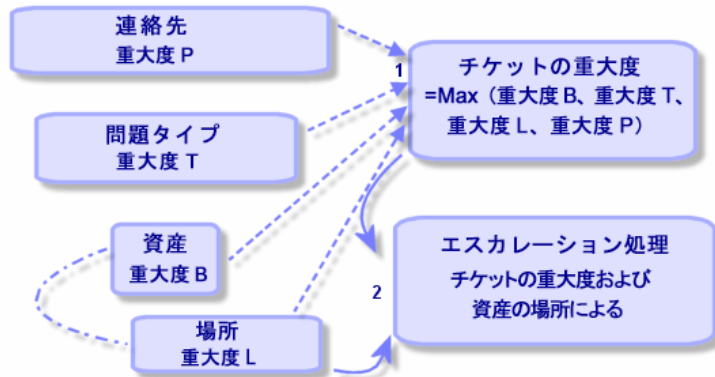 連絡先
重大度 P
問題タイプ
重大度 T
資産
重大度 B
場所
重大度 L
1
チケットの重大度
=Max（重大度 B、重大度 T、
重大度 L、重大度 P）
2
エスカレーション処理
チケットの重大度および
資産の場所による